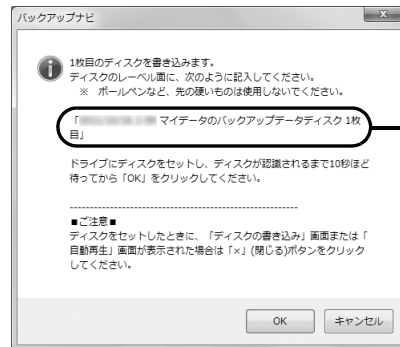 バックアップナビ
1枚目のディスクを書き込みます。
ディスクのレーベル面に、次のように記入してください。
※ ボールペンなど、先の硬いものは使用しないでください。
「 マイデータのバックアップデータディスク 1枚
目」
ドライブにディスクをセットし、ディスクが認識されるまで10秒ほど
待ってから「OK」をクリックしてください。
--------------------------------------------------------
■ご注意■
ディスクをセットしたときに、「ディスクの書き込み」画面または「
自動再生」画面が表示された場合は「×」(閉じる)ボタンをクリック
してください。
OK キャンセル